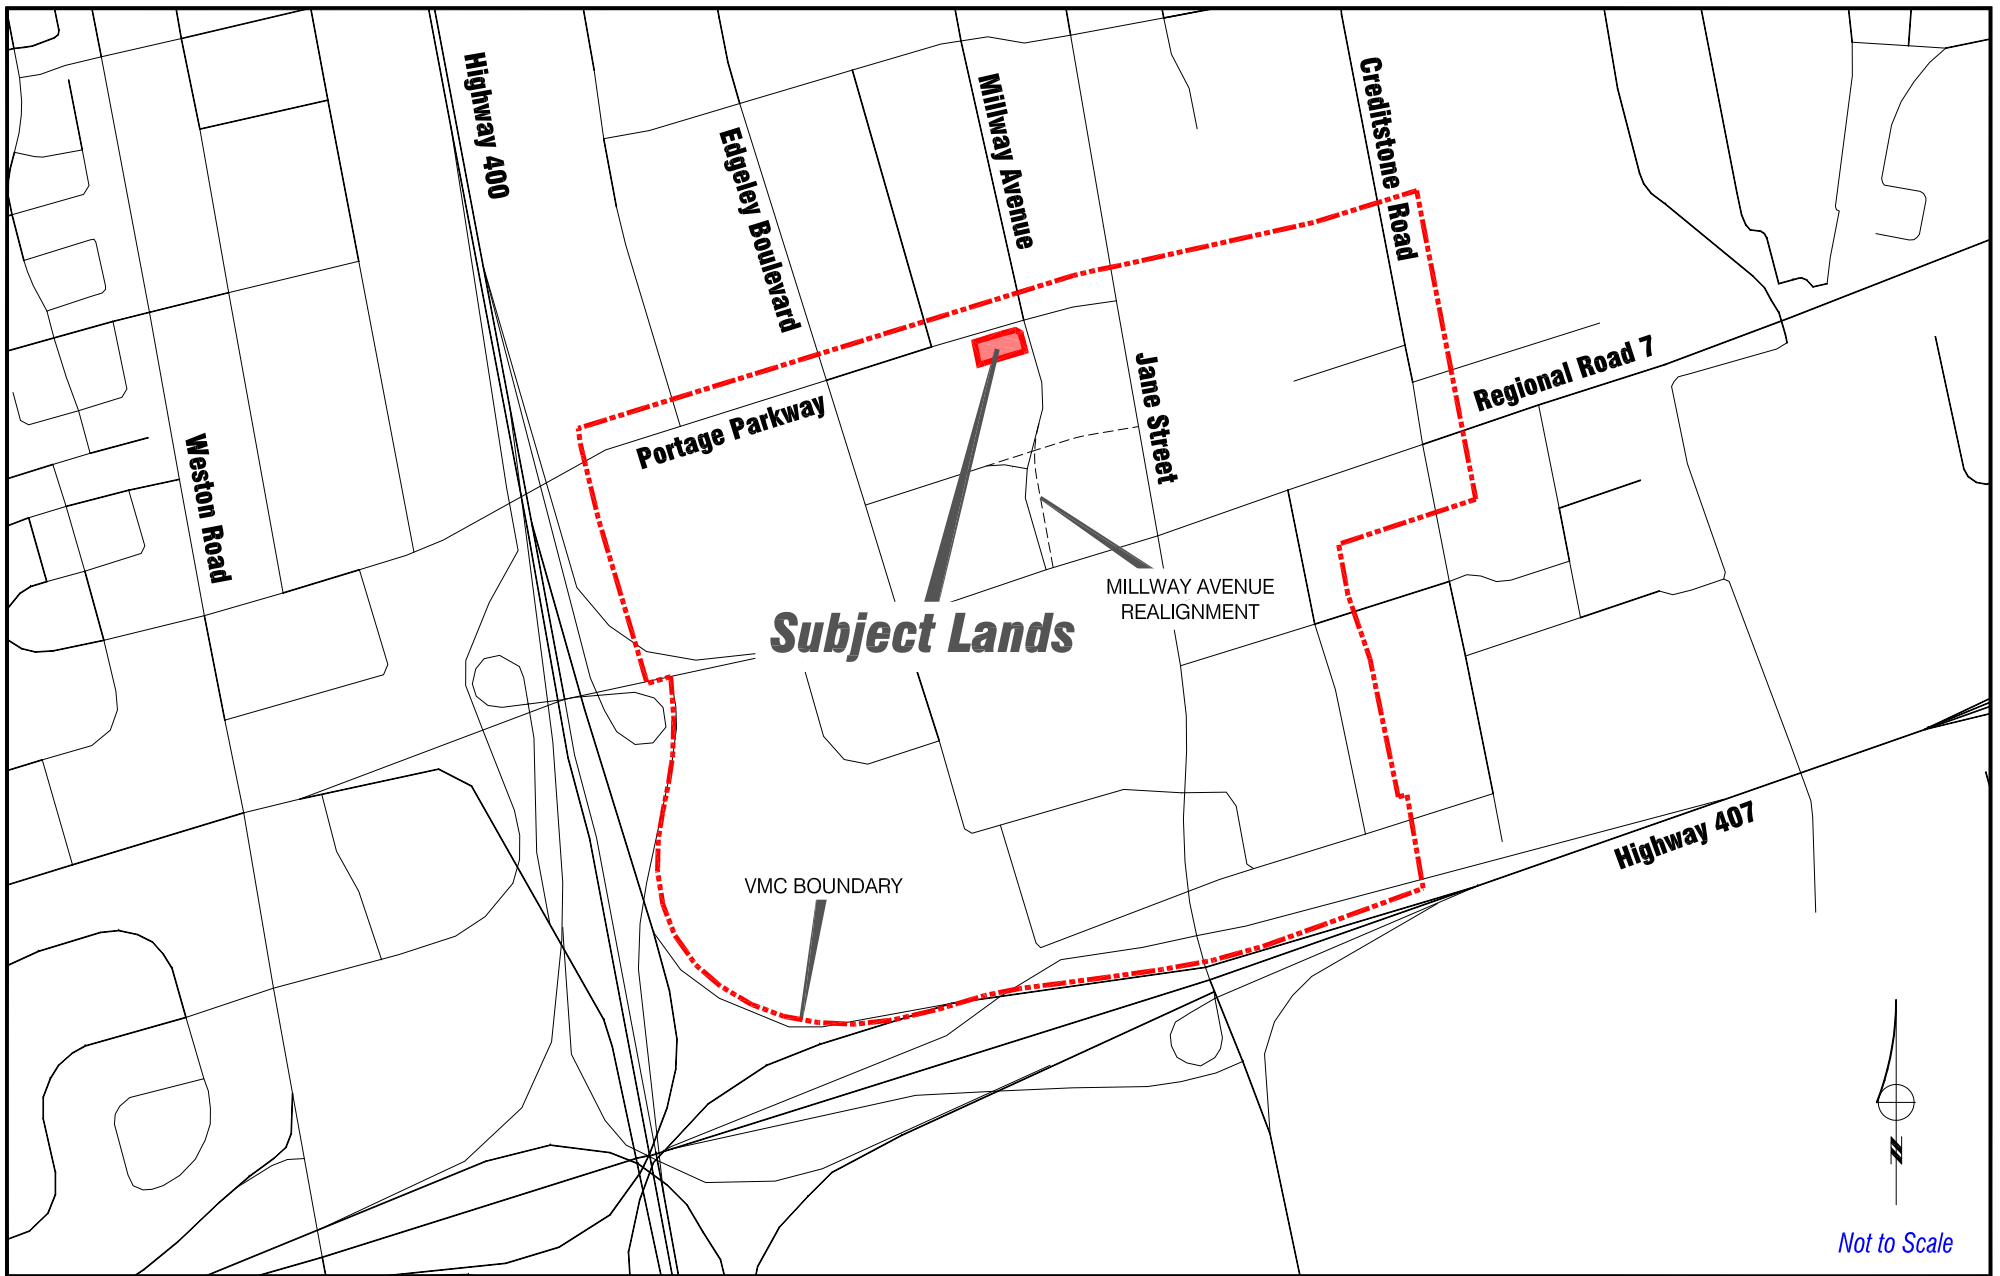 Highway 400
Edgeley Boulevard
Millway Avenue
Creditstone Road
Portage Parkway
Jane Street
Regional Road 7
Weston Road
MILLWAY AVENUE
REALIGNMENT
Subject Lands
VMC BOUNDARY
Highway 407
N
Not to Scale